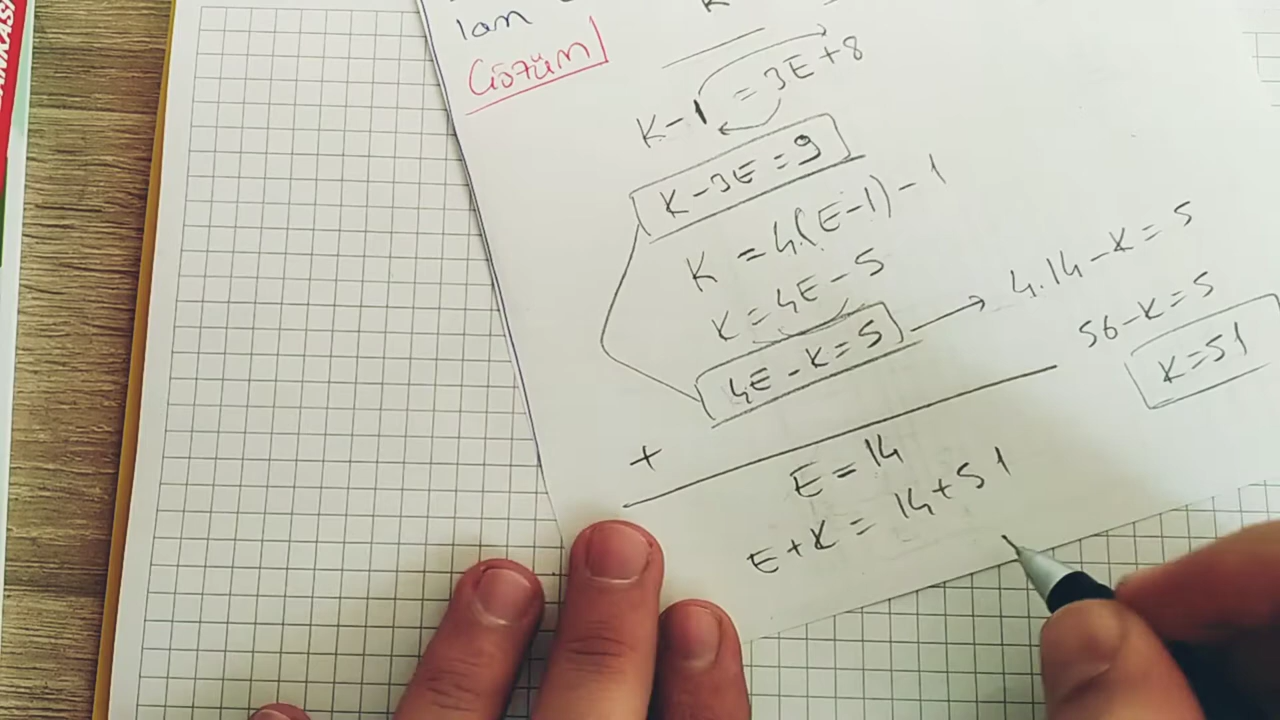 lan
Çözüm
K
K-1 = 3E+8
K-3E=9
K = 4.(E-1)-1
K = 4E-5
4E-K=5 → 4.14-K=5
56-K=5
K=51
+
E = 14
E+K = 14+51